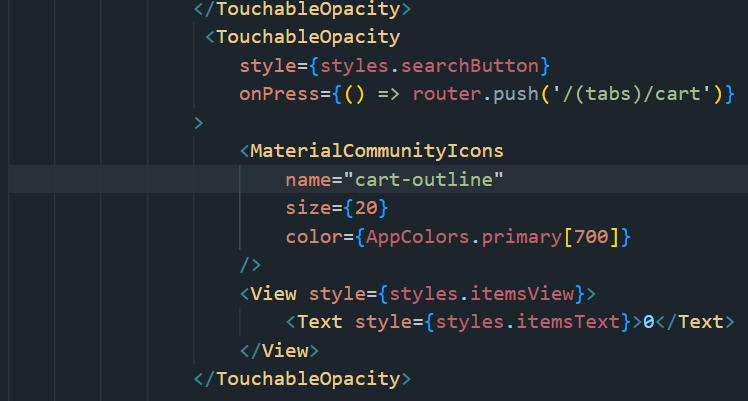 </TouchableOpacity>
<TouchableOpacity
style={styles.searchButton}
onPress={() => router.push('/(tabs)/cart')}
>
<MaterialCommunityIcons
name="cart-outline"
size={20}
color={AppColors.primary[700]}
/>
<View style={styles.itemsView}>
<Text style={styles.itemsText}>0</Text>
</View>
</TouchableOpacity>